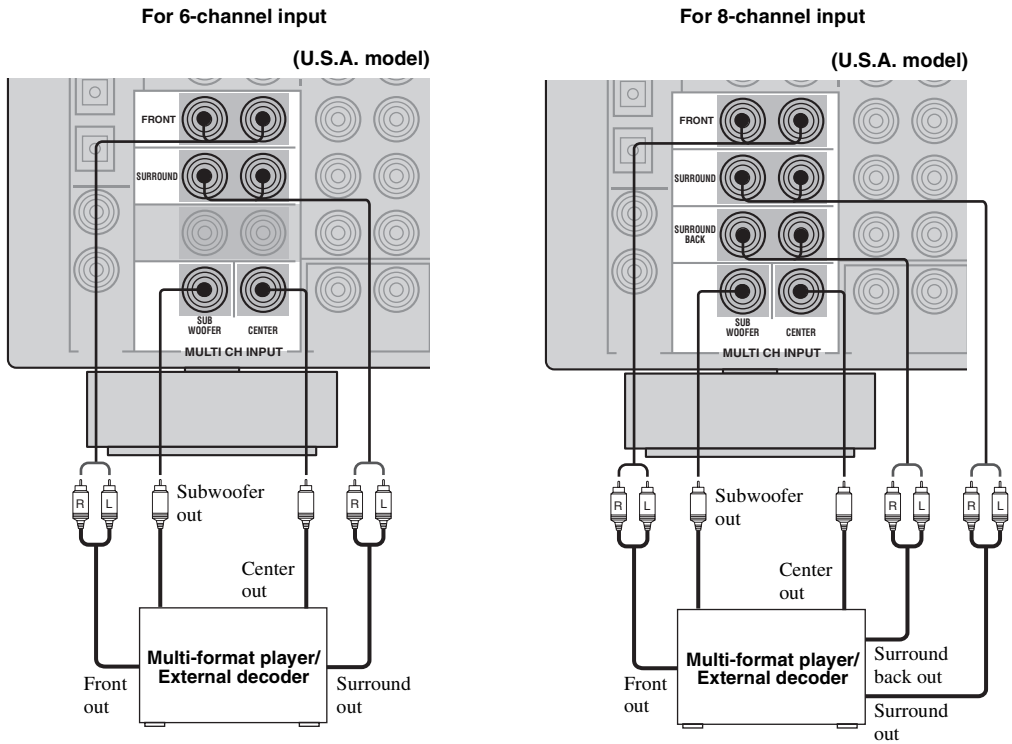 For 6-channel input
(U.S.A. model)
FRONT
SURROUND
SUB
WOOFER
CENTER
MULTI CH INPUT
R
L
Subwoofer
out
R
L
Center
out
Multi-format player/
External decoder
Front
out
Surround
out
For 8-channel input
(U.S.A. model)
FRONT
SURROUND
SURROUND
BACK
SUB
WOOFER
CENTER
MULTI CH INPUT
R
L
Subwoofer
out
R
L
R
L
Center
out
Multi-format player/
External decoder
Front
out
Surround
back out
Surround
out